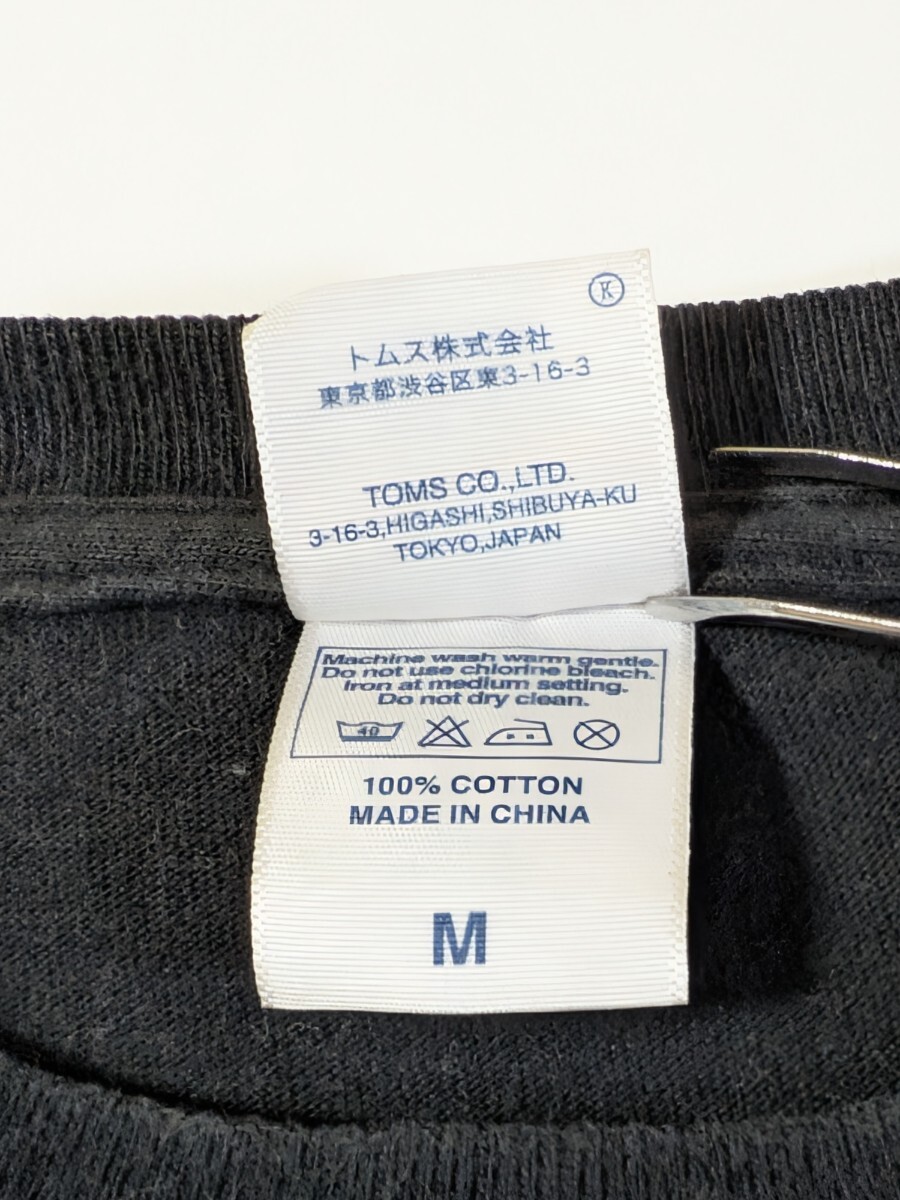 K
トムス株式会社
東京都渋谷区東3-16-3
TOMS CO.,LTD.
3-16-3,HIGASHI,SHIBUYA-KU
TOKYO,JAPAN
Machine wash warm gentle.
Do not use chlorine bleach.
Iron at medium setting.
Do not dry clean.
40
100% COTTON
MADE IN CHINA
M